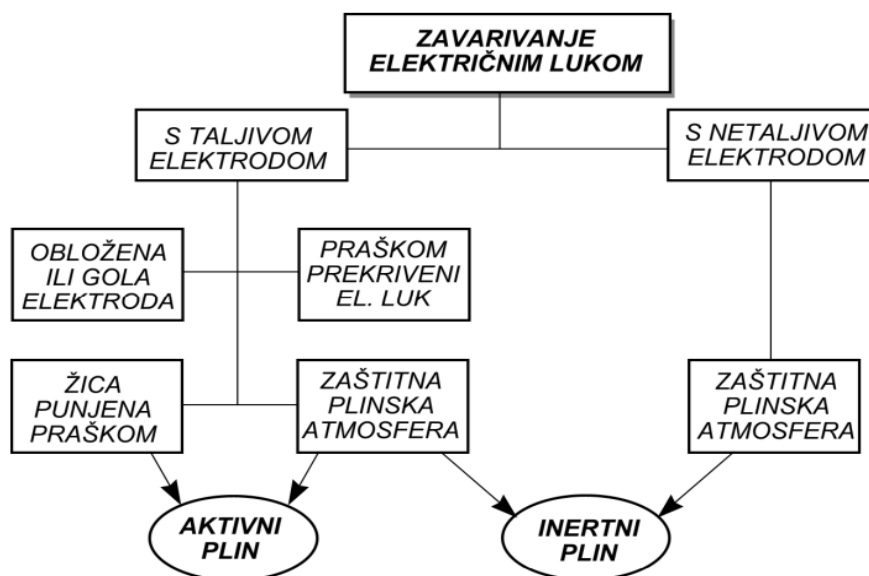 ZAVARIVANJE
ELEKTRIČNIM LUKOM
S TALJIVOM
ELEKTRODOM
S NETALJIVOM
ELEKTRODOM
OBLOŽENA
ILI GOLA
ELEKTRODA
PRAŠKOM
PREKRIVENI
EL. LUK
ŽICA
PUNJENA
PRAŠKOM
ZAŠTITNA
PLINSKA
ATMOSFERA
ZAŠTITNA
PLINSKA
ATMOSFERA
AKTIVNI
PLIN
INERTNI
PLIN